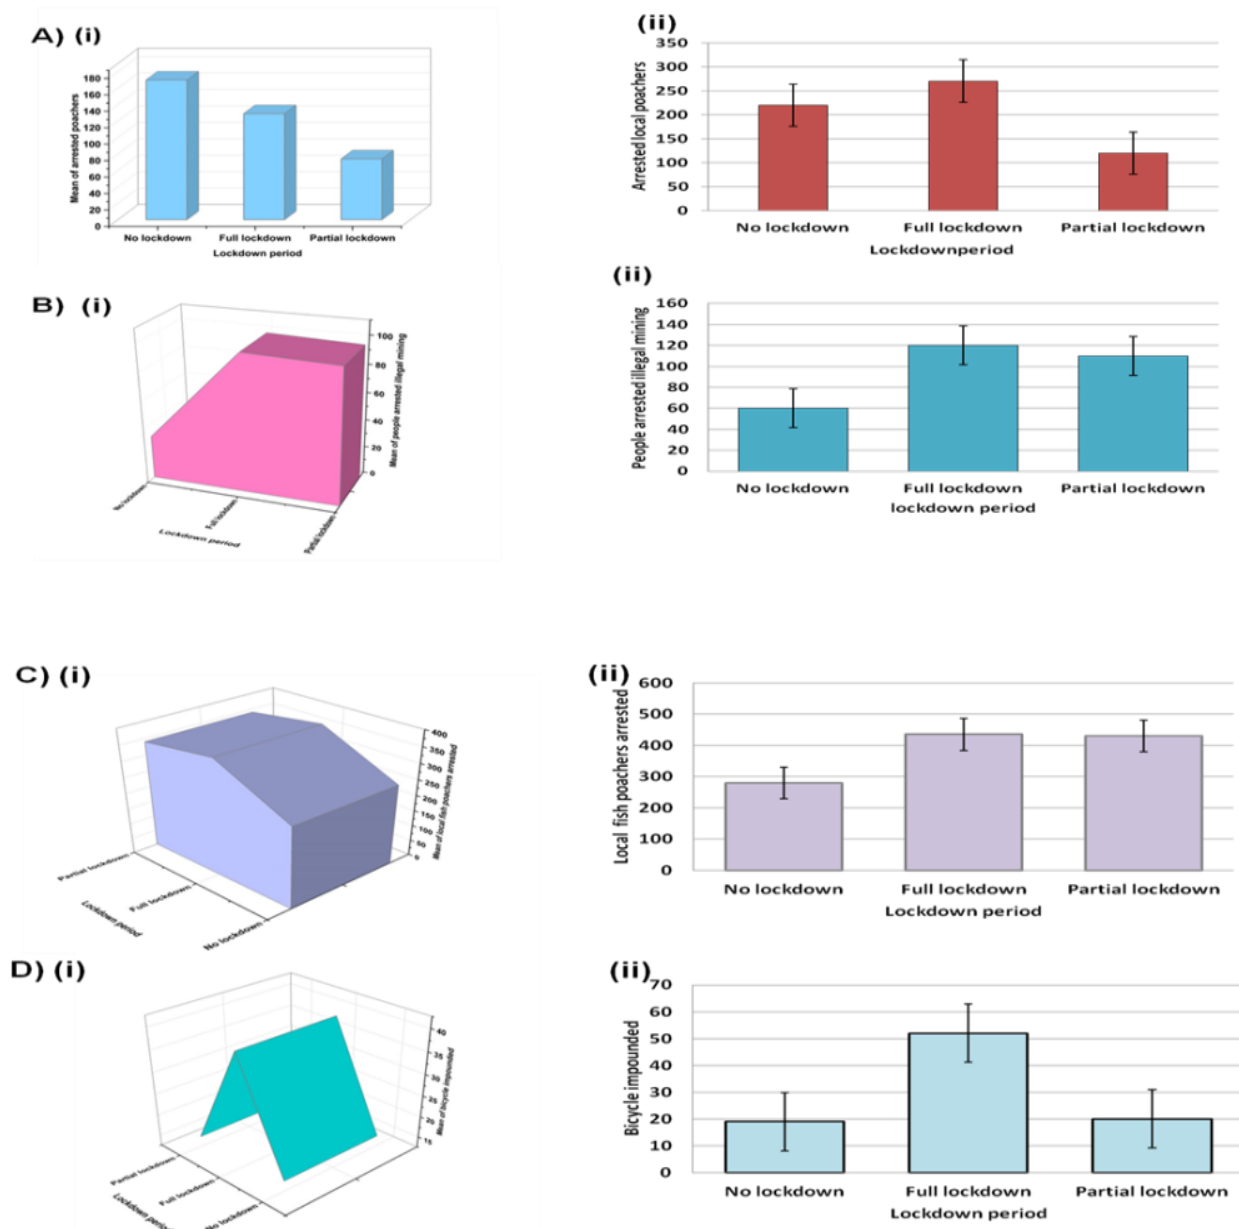 A) (i)
180
160
140
120
100
80
60
40
20
0
Mean of arrested poachers
No lockdown Full lockdown Partial lockdown
Lockdown period
(ii)
350
300
250
200
150
100
50
0
Arrested local poachers
No lockdown Full lockdown Partial lockdown
Lockdownperiod
B) (i)
100
80
60
40
20
0
Mean of people arrested illegal mining
No lockdown
Full lockdown
Partial lockdown
Lockdown period
(ii)
160
140
120
100
80
60
40
20
0
People arrested illegal mining
No lockdown Full lockdown Partial lockdown
lockdown period
C) (i)
400
350
300
250
200
150
100
50
0
Mean of local fish poachers arrested
Partial lockdown
Full lockdown
No lockdown
Lockdown period
(ii)
600
500
400
300
200
100
0
Local fish poachers arrested
No lockdown Full lockdown Partial lockdown
Lockdown period
D) (i)
40
35
30
25
20
15
Mean of bicycle impounded
Partial lockdown
Full lockdown
No lockdown
Lockdown period
(ii)
70
60
50
40
30
20
10
0
Bicycle impounded
No lockdown Full lockdown Partial lockdown
Lockdown period